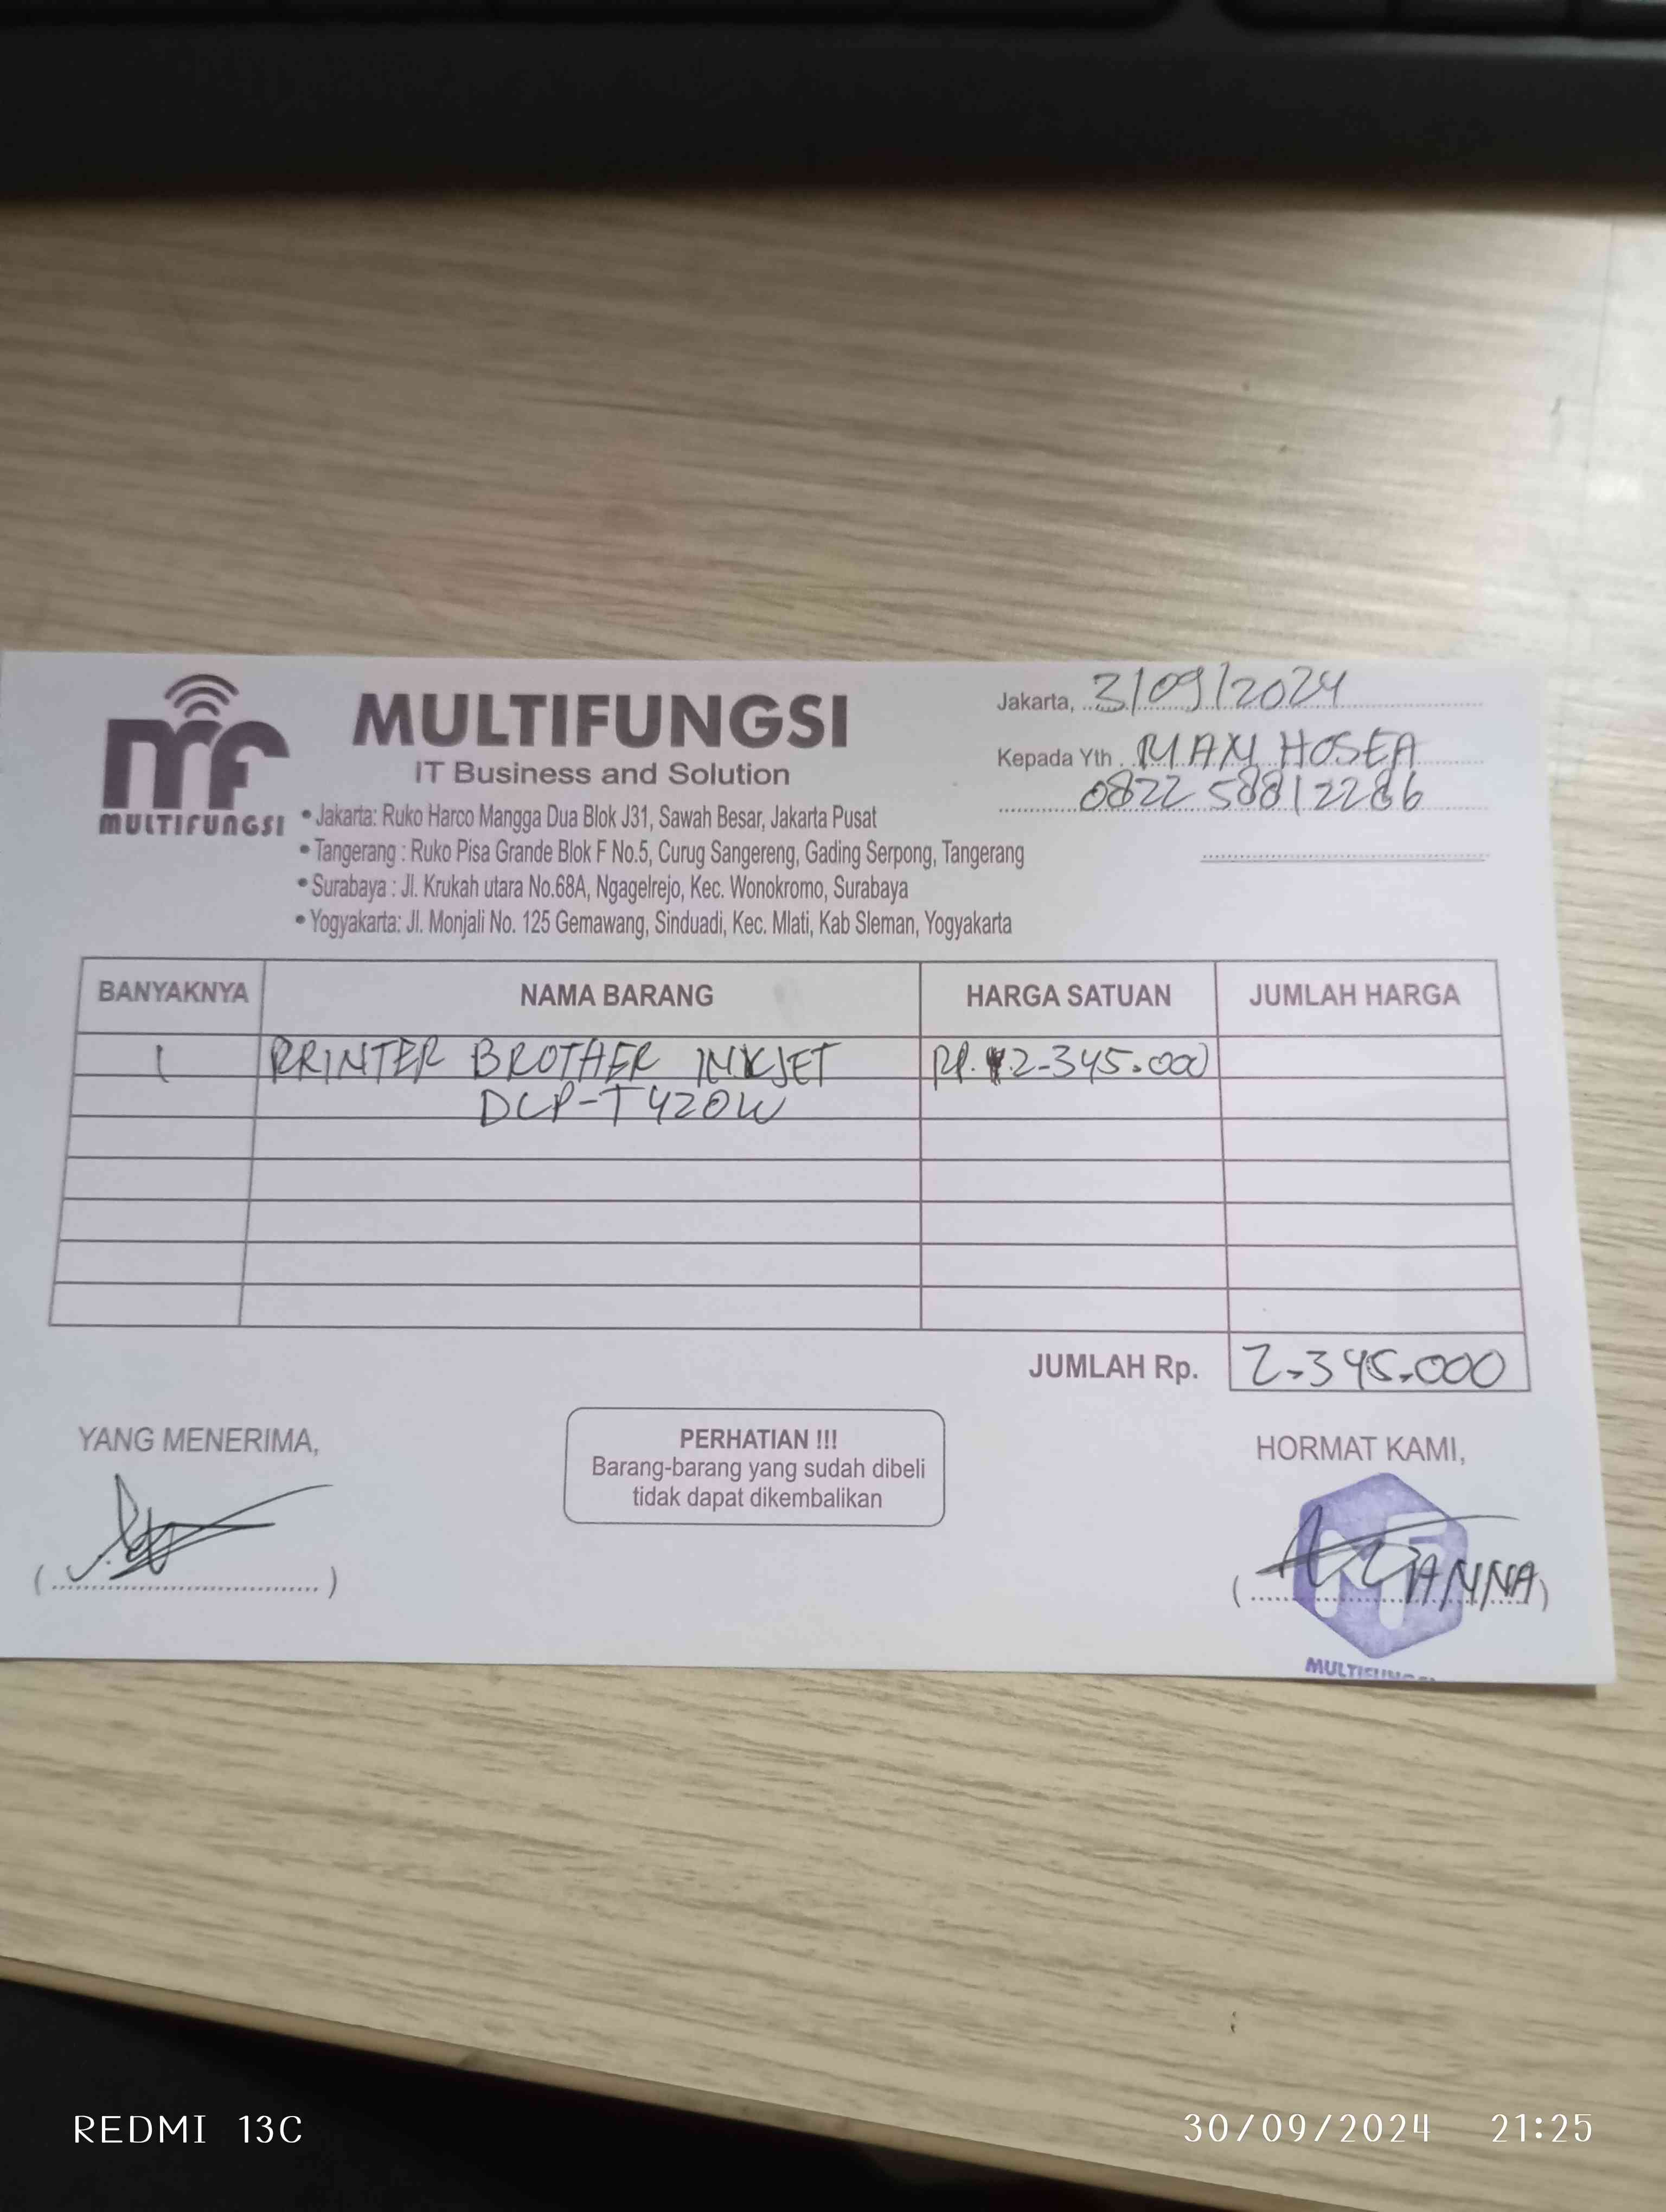 mf
MULTIFUNGSI
MULTIFUNGSI
IT Business and Solution
• Jakarta: Ruko Harco Mangga Dua Blok J31, Sawah Besar, Jakarta Pusat
• Tangerang : Ruko Pisa Grande Blok F No.5, Curug Sangereng, Gading Serpong, Tangerang
• Surabaya : Jl. Krukah utara No.68A, Ngagelrejo, Kec. Wonokromo, Surabaya
• Yogyakarta: Jl. Monjali No. 125 Gemawang, Sinduadi, Kec. Mlati, Kab Sleman, Yogyakarta
Jakarta, 3/09/2024
Kepada Yth. MAX HOSEA
0822 58812286
BANYAKNYA NAMA BARANG HARGA SATUAN JUMLAH HARGA
1 PRINTER BROTHER INKJET Rp. 2-345.000
DCP-T420W
JUMLAH Rp. 2-345.000
YANG MENERIMA,
PERHATIAN !!!
Barang-barang yang sudah dibeli
tidak dapat dikembalikan
HORMAT KAMI,
MULTIFUNGSI
REDMI 13C
30/09/2024 21:25